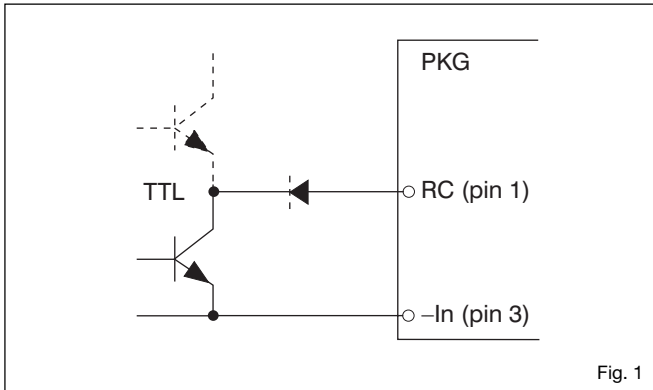 PKG
TTL
RC (pin 1)
–In (pin 3)
Fig. 1